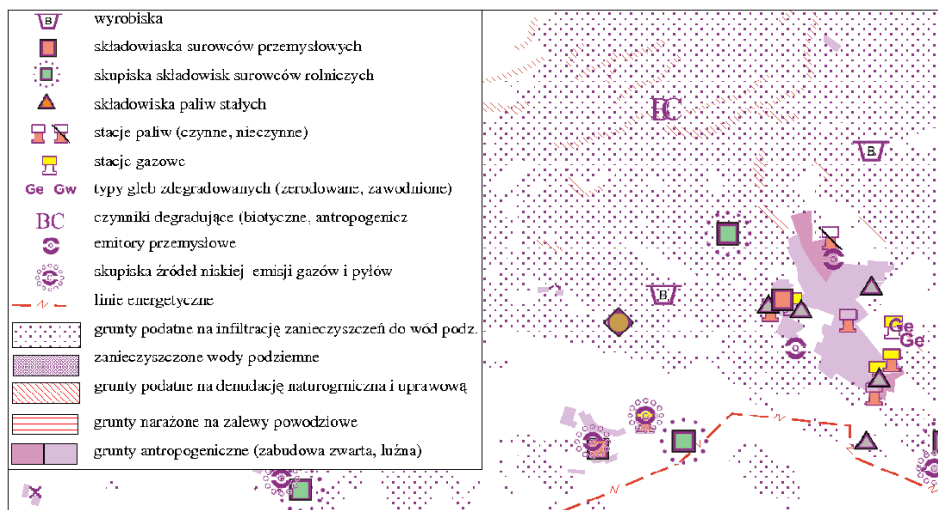 B wyrobiska
składowiaska surowców przemysłowych
skupiska składowisk surowców rolniczych
składowiska paliw stałych
stacje paliw (czynne, nieczynne)
stacje gazowe
Ge Gw typy gleb zdegradowanych (zerodowane, zawodnione)
BC czynniki degradujące (biotyczne, antropogenicz
emitory przemysłowe
skupiska źródeł niskiej emisji gazów i pyłów
N linie energetyczne
grunty podatne na infiltrację zanieczyszczeń do wód podz.
zanieczyszczone wody podziemne
grunty podatne na denudację naturogrniczna i uprawową
grunty narażone na zalewy powodziowe
grunty antropogeniczne (zabudowa zwarta, luźna)
BC
B
B
Ge
Ge
N
N
N